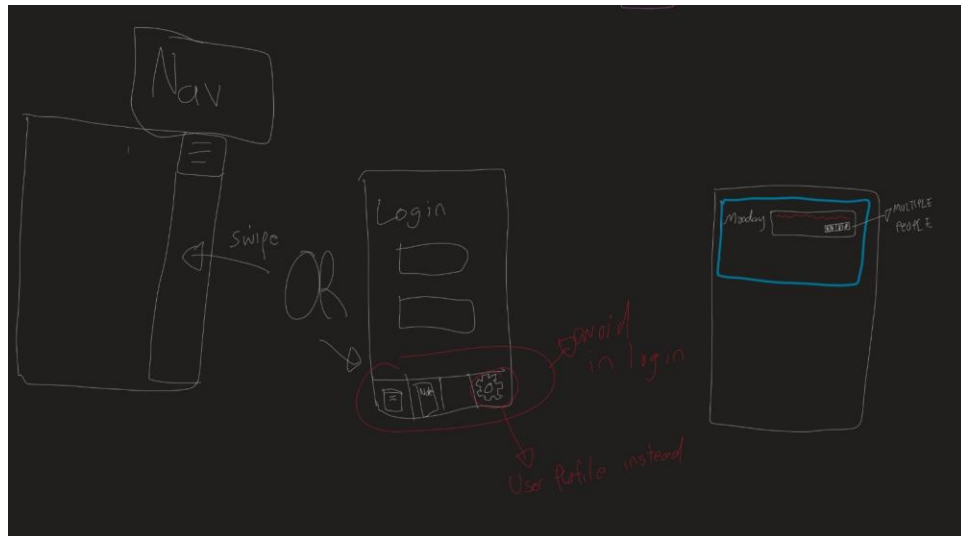 Nav
swipe
OR
Login
avoid
in login
User Profile instead
Monday
MULTIPLE
PEOPLE